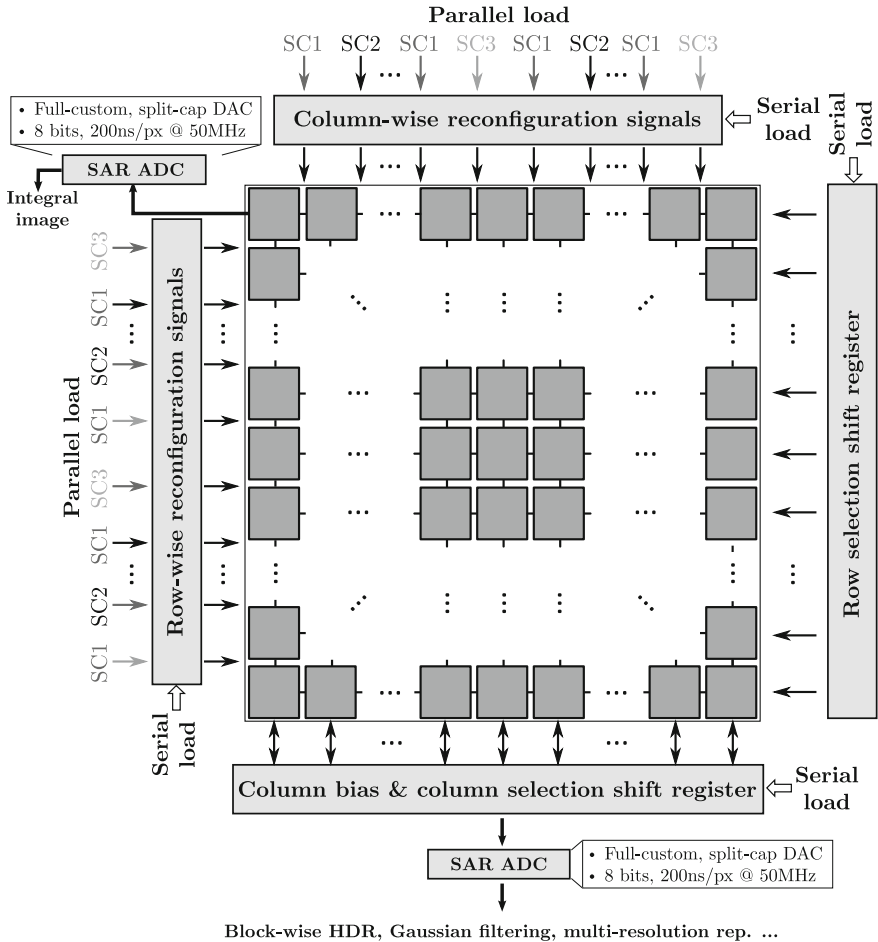 Parallel load
SC1 SC2 SC1 SC3 SC1 SC2 SC1 SC3
Column-wise reconfiguration signals
Serial
load
Serial
load
• Full-custom, split-cap DAC
• 8 bits, 200ns/px @ 50MHz
SAR ADC
Integral
image
Parallel load
SC3
SC1
SC2
SC1
SC3
SC1
SC2
SC1
Row-wise reconfiguration signals
Serial
load
Row selection shift register
Column bias & column selection shift register
Serial
load
SAR ADC
• Full-custom, split-cap DAC
• 8 bits, 200ns/px @ 50MHz
Block-wise HDR, Gaussian filtering, multi-resolution rep. ...